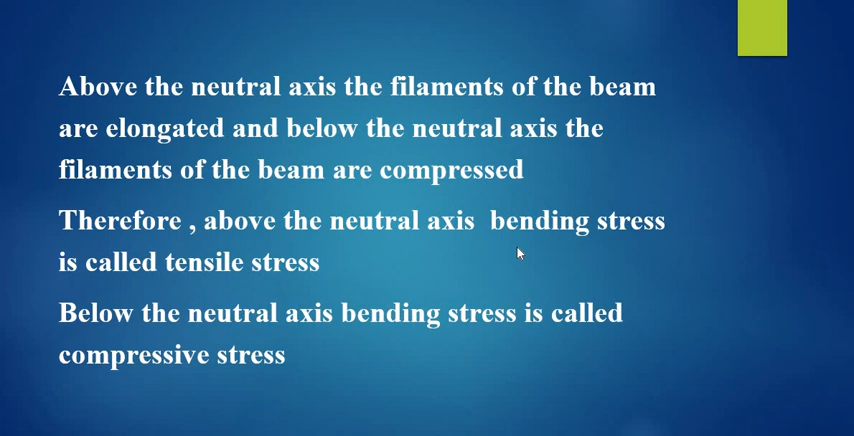 Above the neutral axis the filaments of the beam
are elongated and below the neutral axis the
filaments of the beam are compressed
Therefore , above the neutral axis  bending stress
is called tensile stress
Below the neutral axis bending stress is called
compressive stress